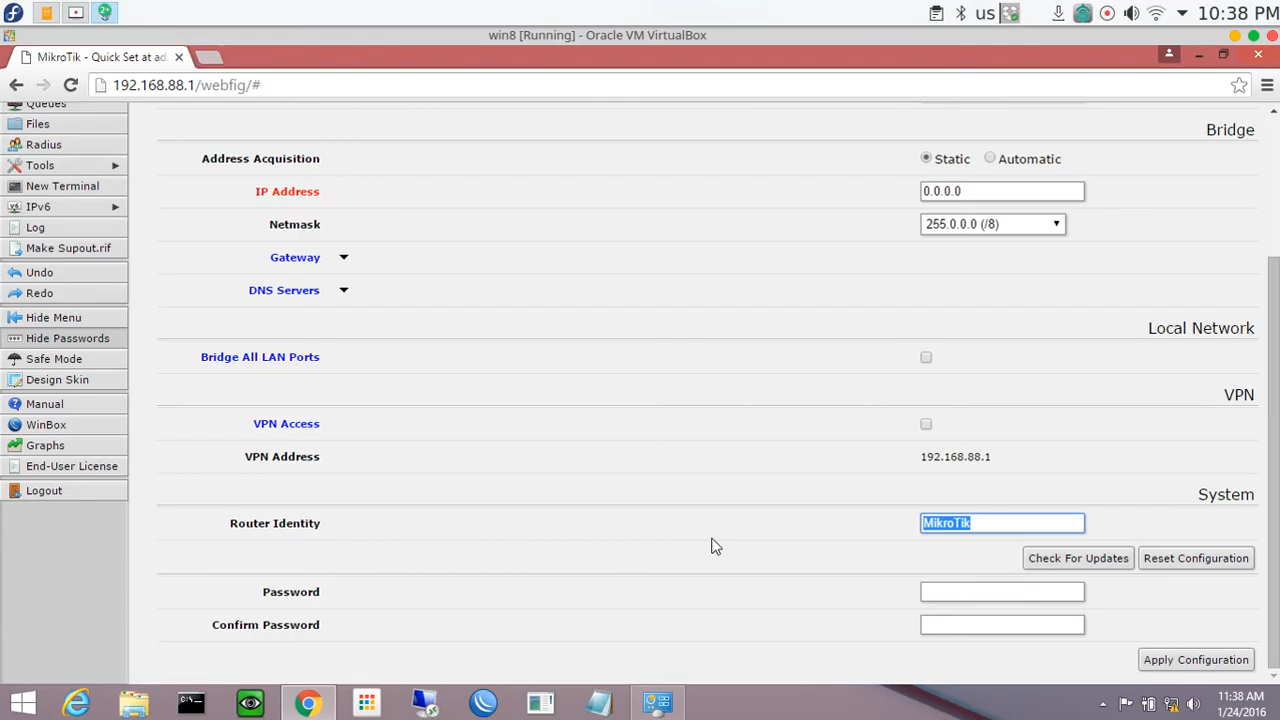 us
10:38 PM
win8 [Running] - Oracle VM VirtualBox
MikroTik - Quick Set at ad
192.168.88.1/webfig/#
Queues
Files
Radius
Tools
New Terminal
IPv6
Log
Make Supout.rif
Undo
Redo
Hide Menu
Hide Passwords
Safe Mode
Design Skin
Manual
WinBox
Graphs
End-User License
Logout
Bridge
Address Acquisition Static Automatic
IP Address 0.0.0.0
Netmask 255.0.0.0 (/8)
Gateway
DNS Servers
Local Network
Bridge All LAN Ports
VPN
VPN Access
VPN Address 192.168.88.1
System
Router Identity MikroTik
Check For Updates Reset Configuration
Password
Confirm Password
Apply Configuration
11:38 AM
1/24/2016